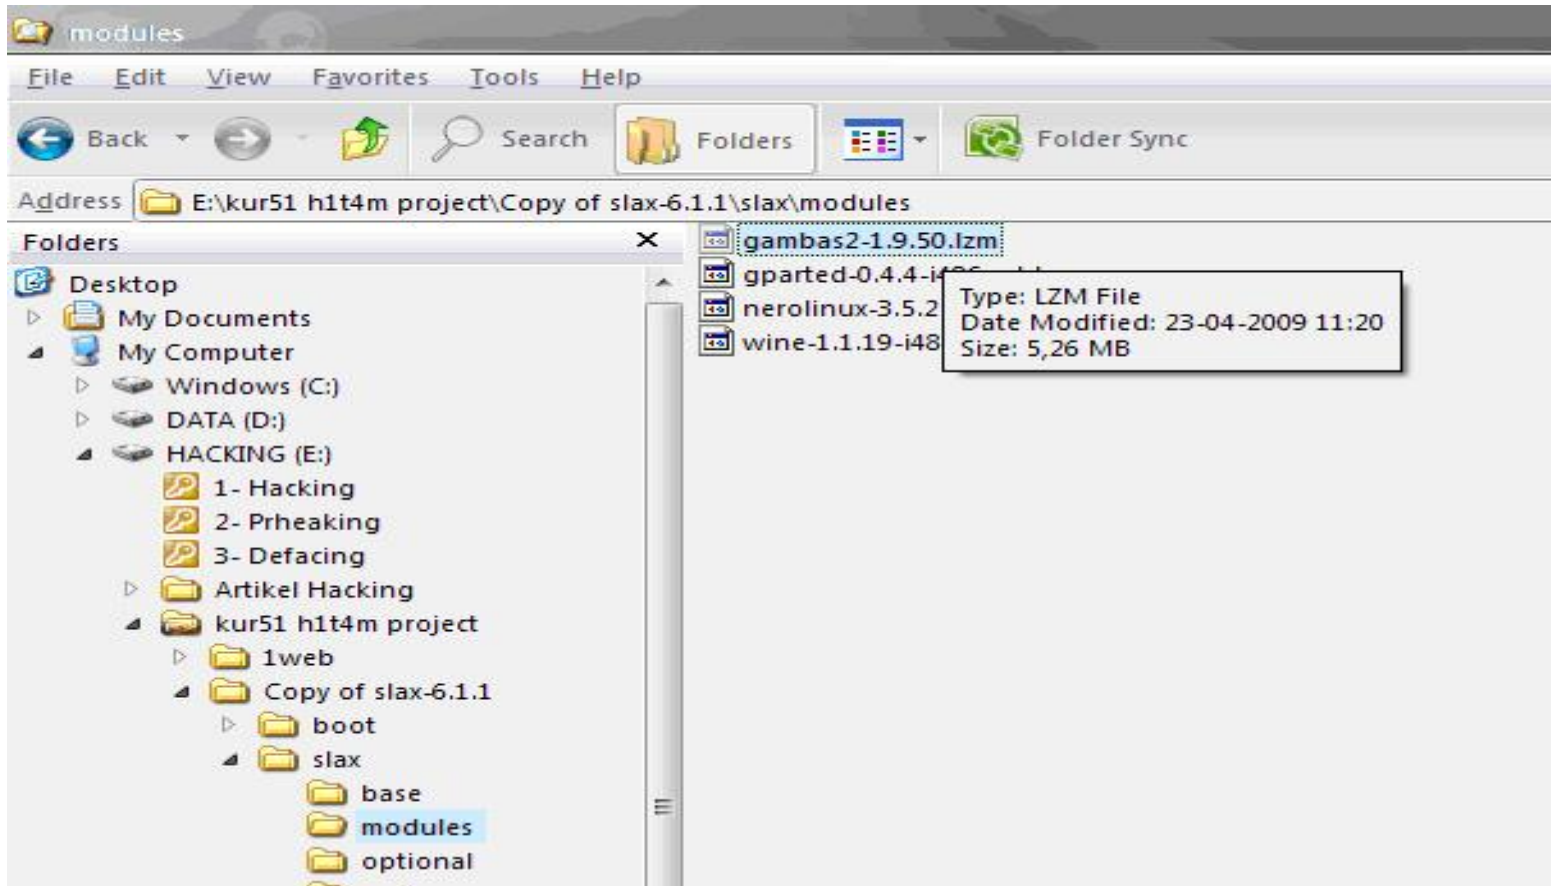 modules
File Edit View Favorites Tools Help
Back Search Folders Folder Sync
Address E:\kur51 h1t4m project\Copy of slax-6.1.1\slax\modules
Folders
Desktop
My Documents
My Computer
Windows (C:)
DATA (D:)
HACKING (E:)
1- Hacking
2- Prheaking
3- Defacing
Artikel Hacking
kur51 h1t4m project
1web
Copy of slax-6.1.1
boot
slax
base
modules
optional
gambas2-1.9.50.lzm
gparted-0.4.4-
nerolinux-3.5.2
wine-1.1.19-i48
Type: LZM File
Date Modified: 23-04-2009 11:20
Size: 5,26 MB